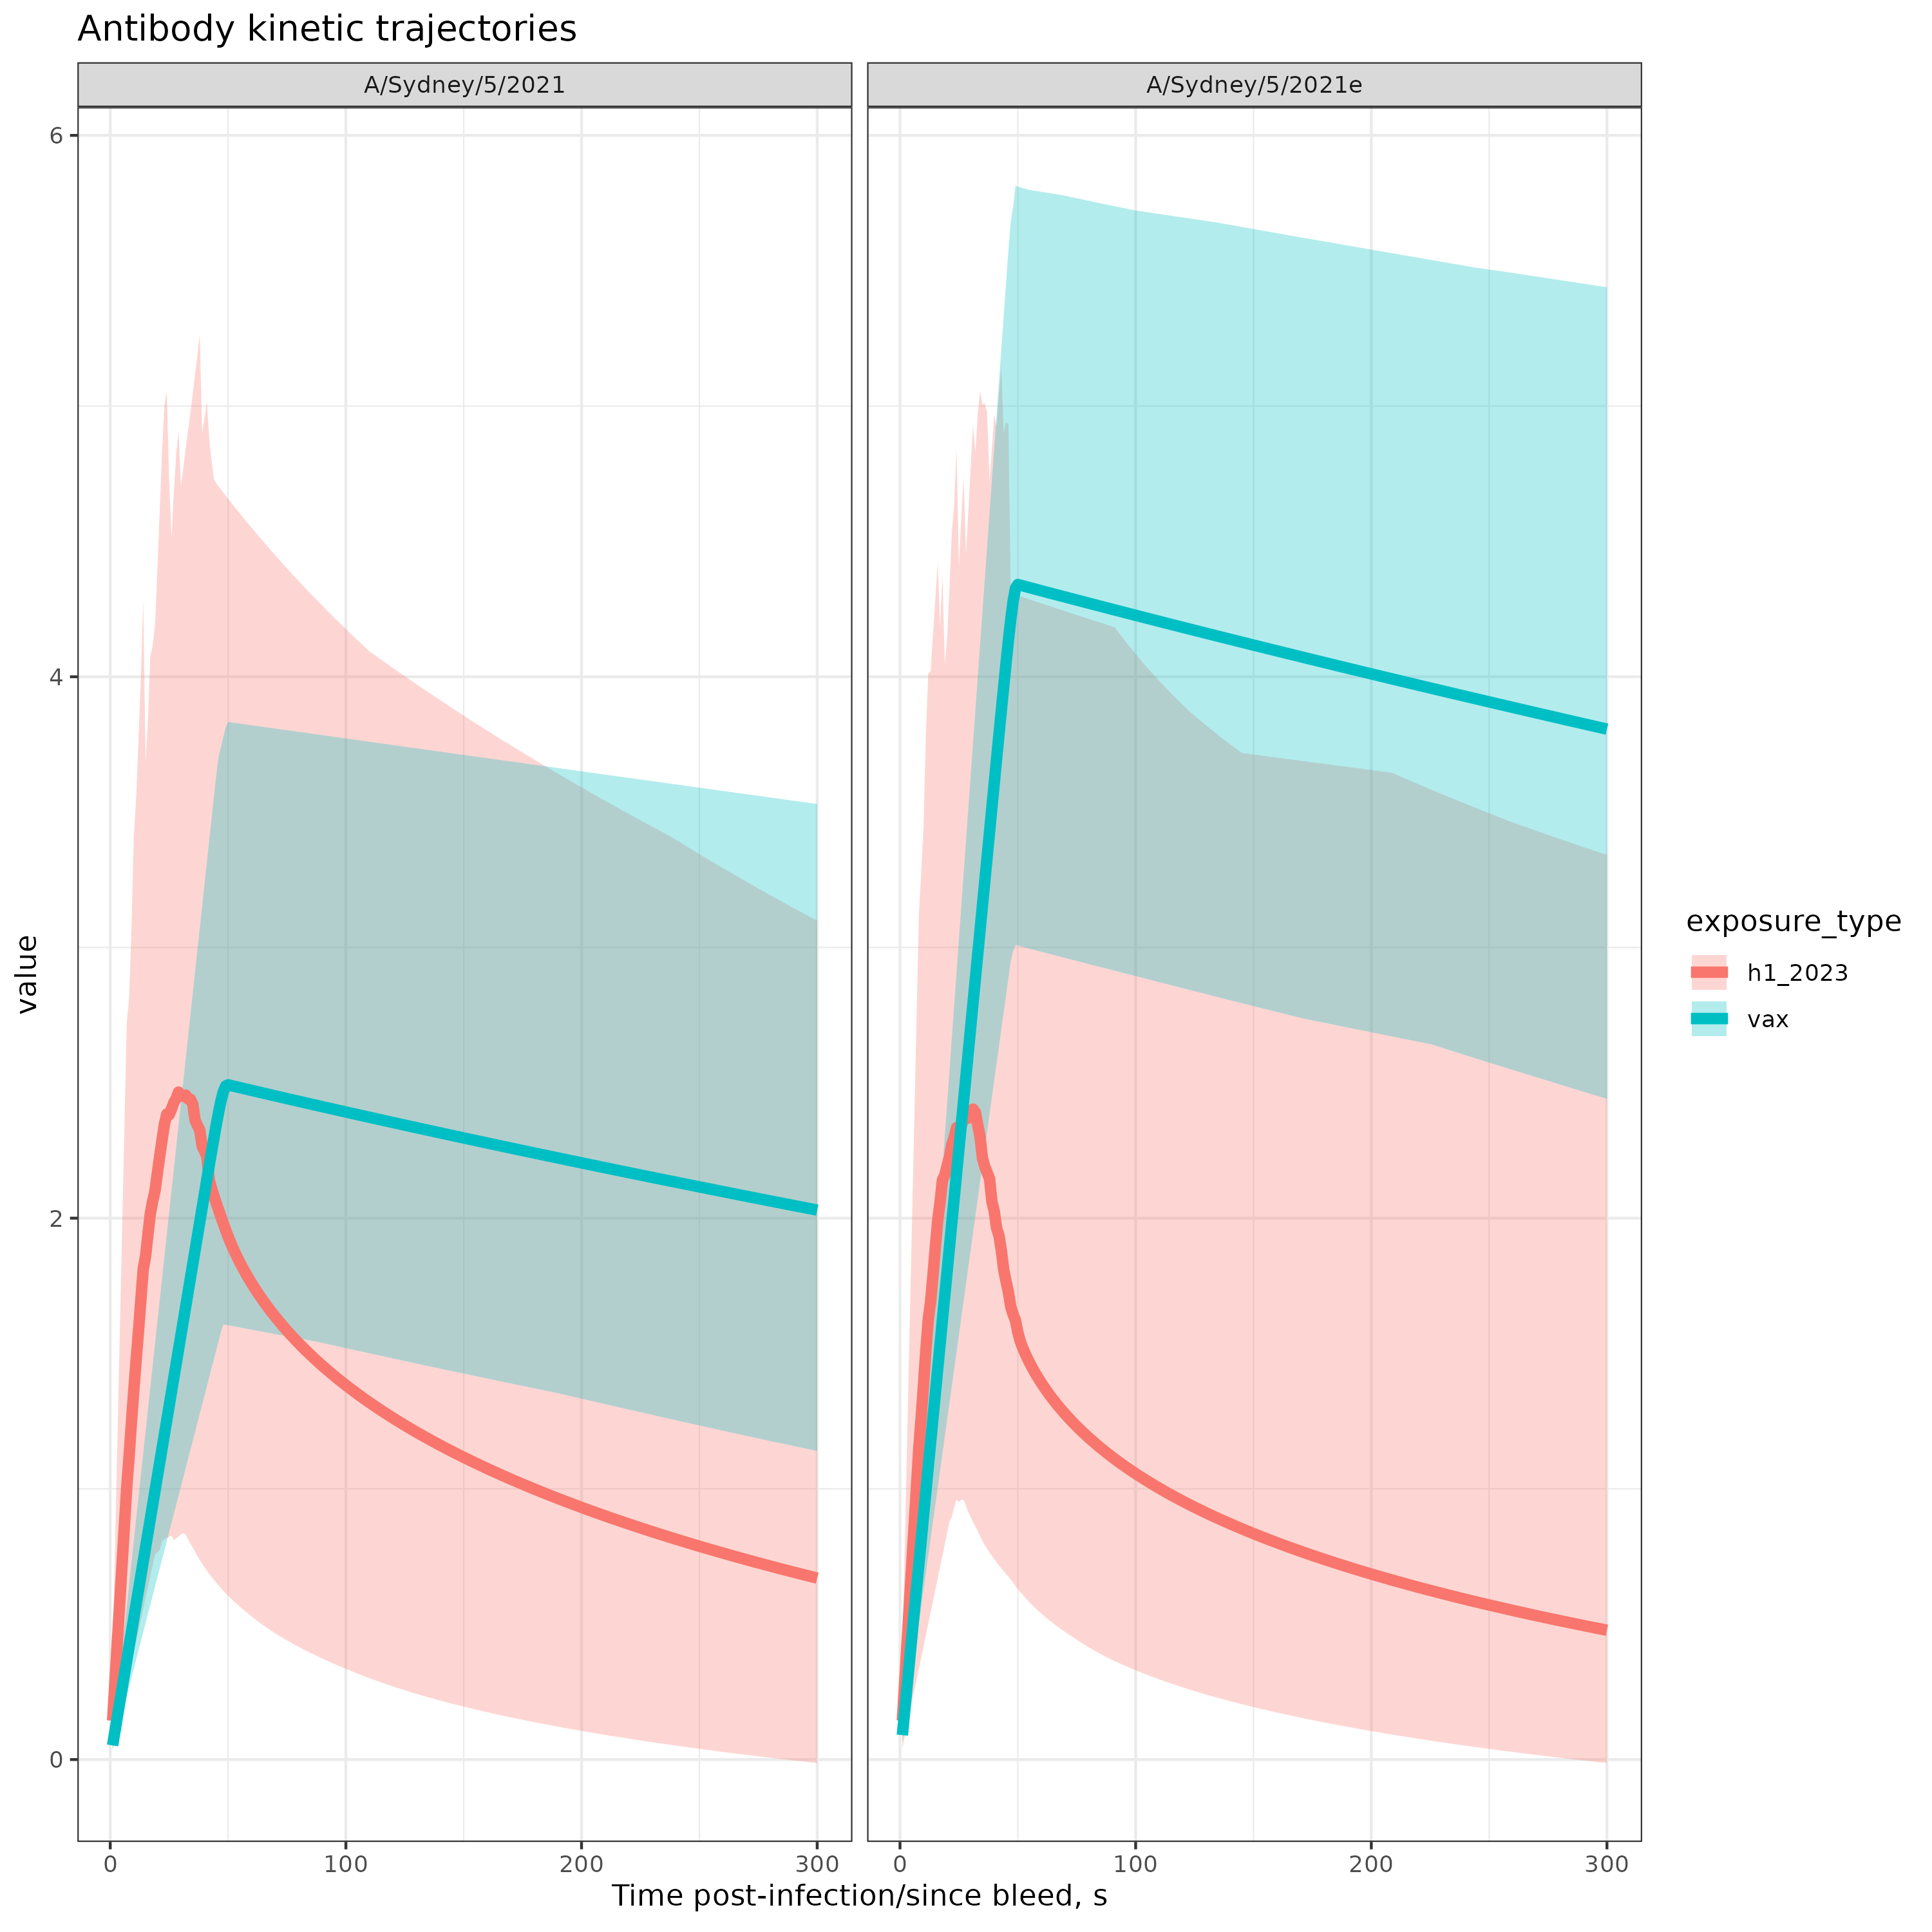 Antibody kinetic trajectories
A/Sydney/5/2021
A/Sydney/5/2021e
6
4
2
0
value
0
100
200
300
0
100
200
300
Time post-infection/since bleed, s
exposure_type
h1_2023
vax